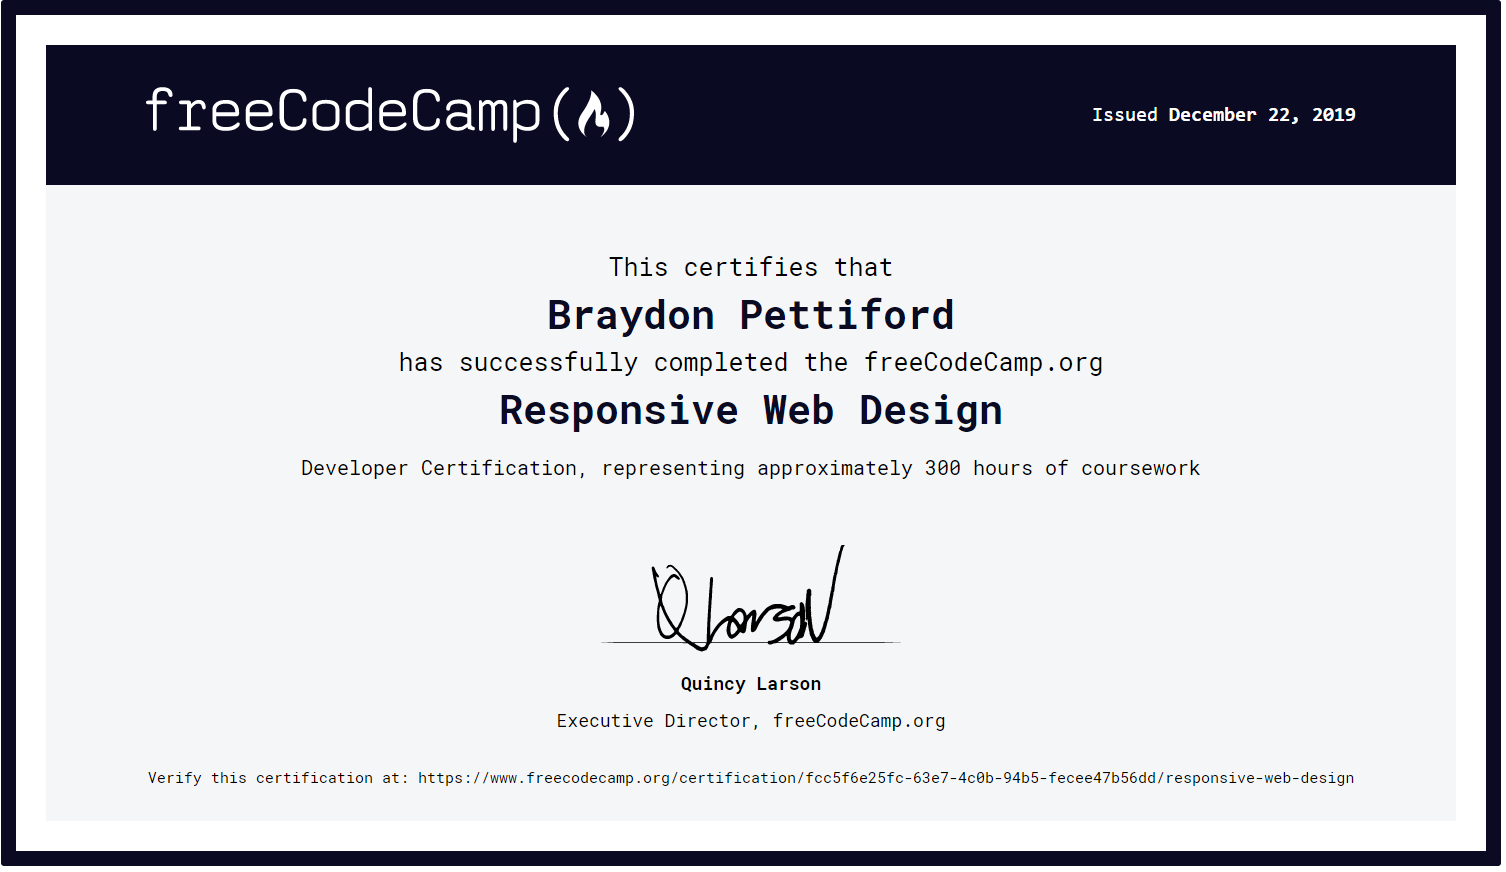 freeCodeCamp(🔥)
Issued December 22, 2019
This certifies that
Braydon Pettiford
has successfully completed the freeCodeCamp.org
Responsive Web Design
Developer Certification, representing approximately 300 hours of coursework
Q Larson
Quincy Larson
Executive Director, freeCodeCamp.org
Verify this certification at: https://www.freecodecamp.org/certification/fcc5f6e25fc-63e7-4c0b-94b5-fecee47b56dd/responsive-web-design